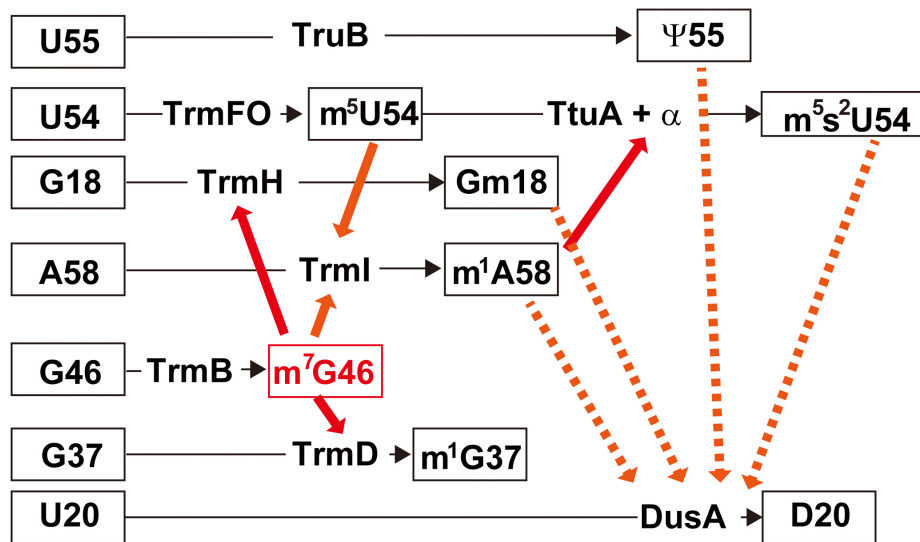 U55 TruB Ψ55
U54 TrmFO m⁵U54 TtuA + α m⁵s²U54
G18 TrmH Gm18
A58 TrmI m¹A58
G46 TrmB m⁷G46
G37 TrmD m¹G37
U20 DusA D20